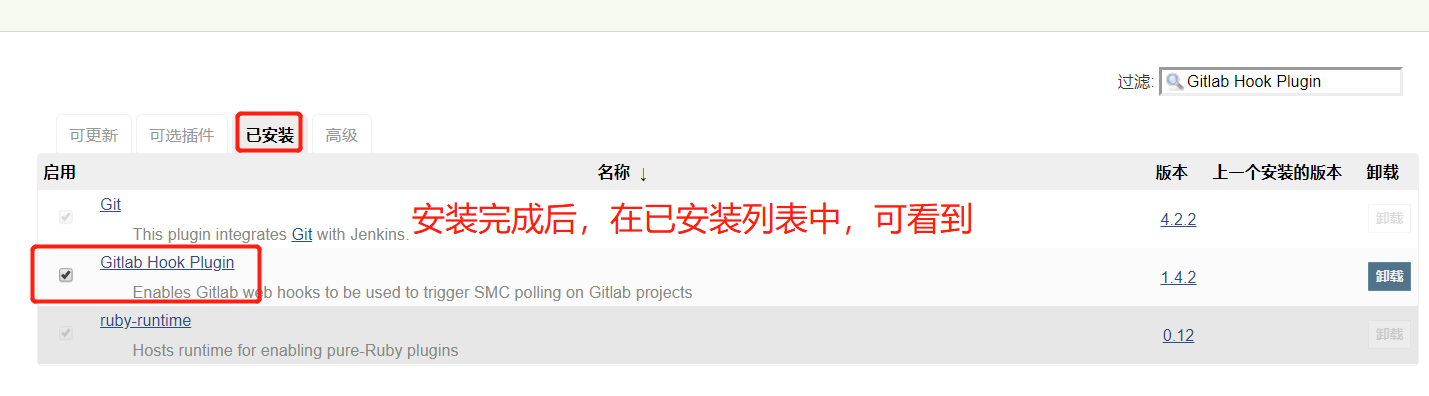 过滤: Gitlab Hook Plugin
可更新 可选插件 已安装 高级
启用 名称 ↓ 版本 上一个安装的版本 卸载
Git
This plugin integrates Git with Jenkins.
安装完成后，在已安装列表中，可看到
4.2.2
卸载
Gitlab Hook Plugin
Enables Gitlab web hooks to be used to trigger SMC polling on Gitlab projects
1.4.2
卸载
ruby-runtime
Hosts runtime for enabling pure-Ruby plugins
0.12
卸载